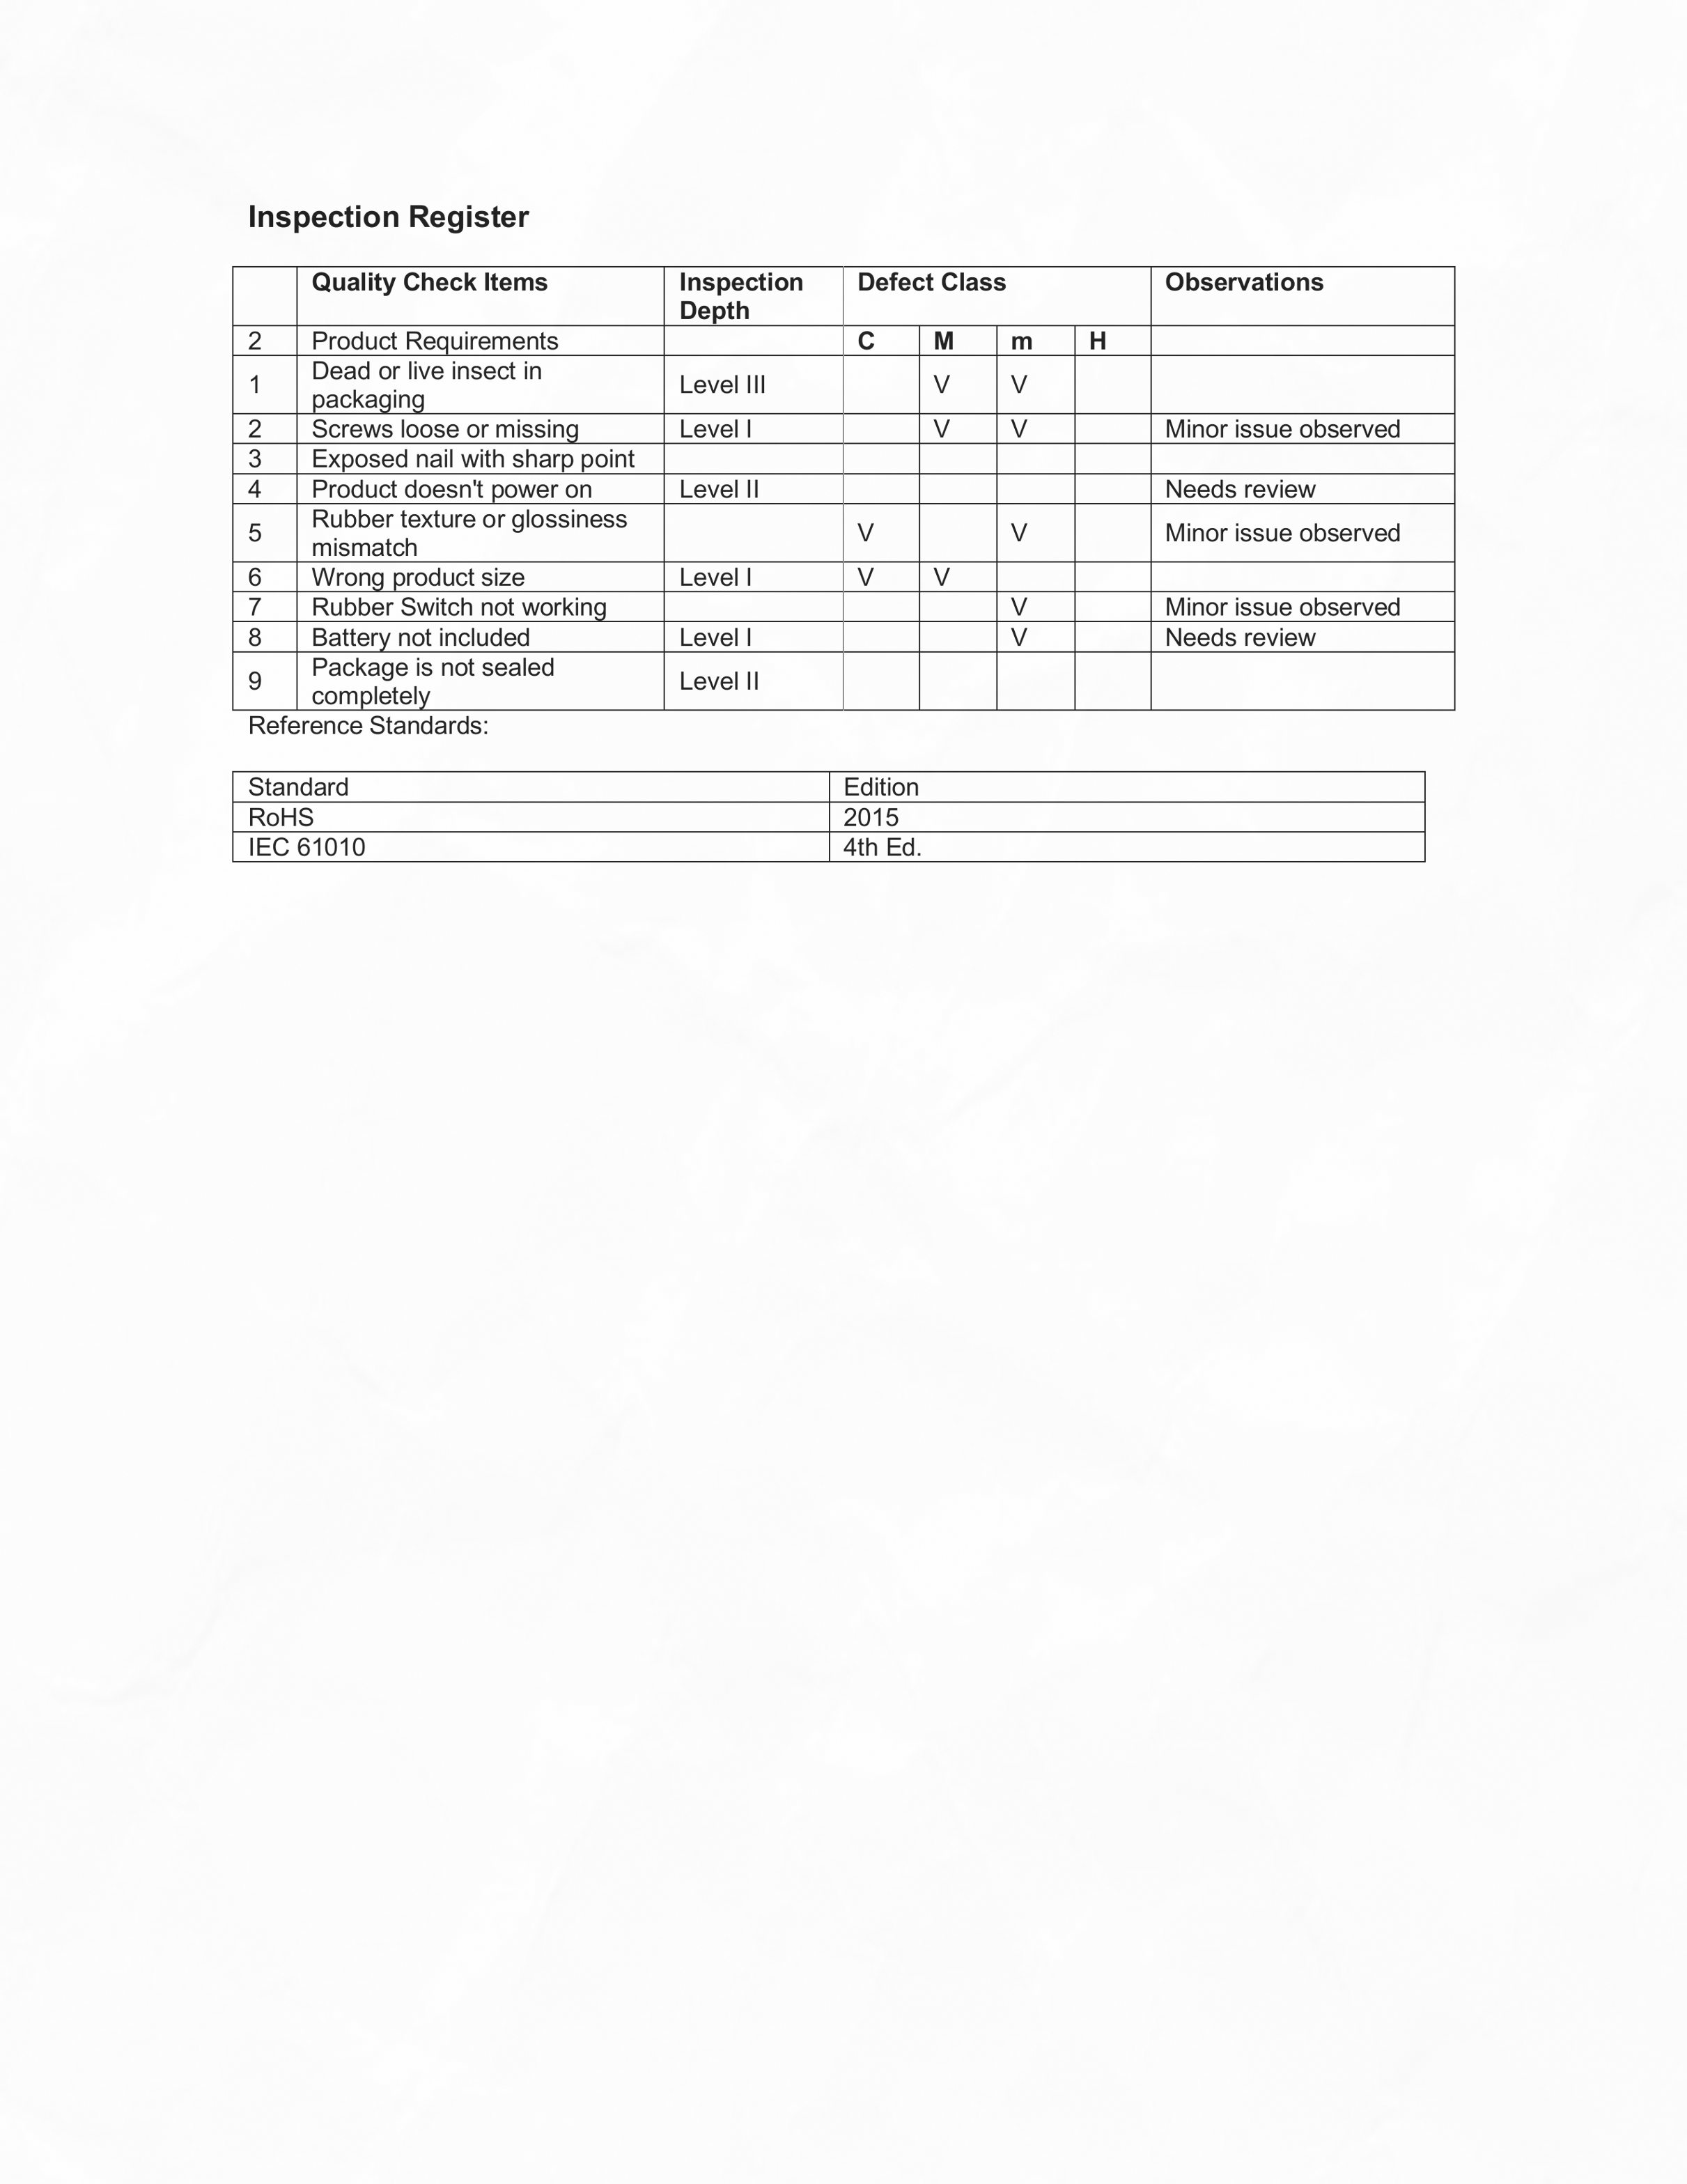 Inspection Register
Quality Check Items Inspection Depth Defect Class Observations
2 Product Requirements C M m H
1 Dead or live insect in packaging Level III V V
2 Screws loose or missing Level I V V Minor issue observed
3 Exposed nail with sharp point
4 Product doesn't power on Level II Needs review
5 Rubber texture or glossiness mismatch V V Minor issue observed
6 Wrong product size Level I V V
7 Rubber Switch not working V Minor issue observed
8 Battery not included Level I V Needs review
9 Package is not sealed completely Level II
Reference Standards:
Standard Edition
RoHS 2015
IEC 61010 4th Ed.